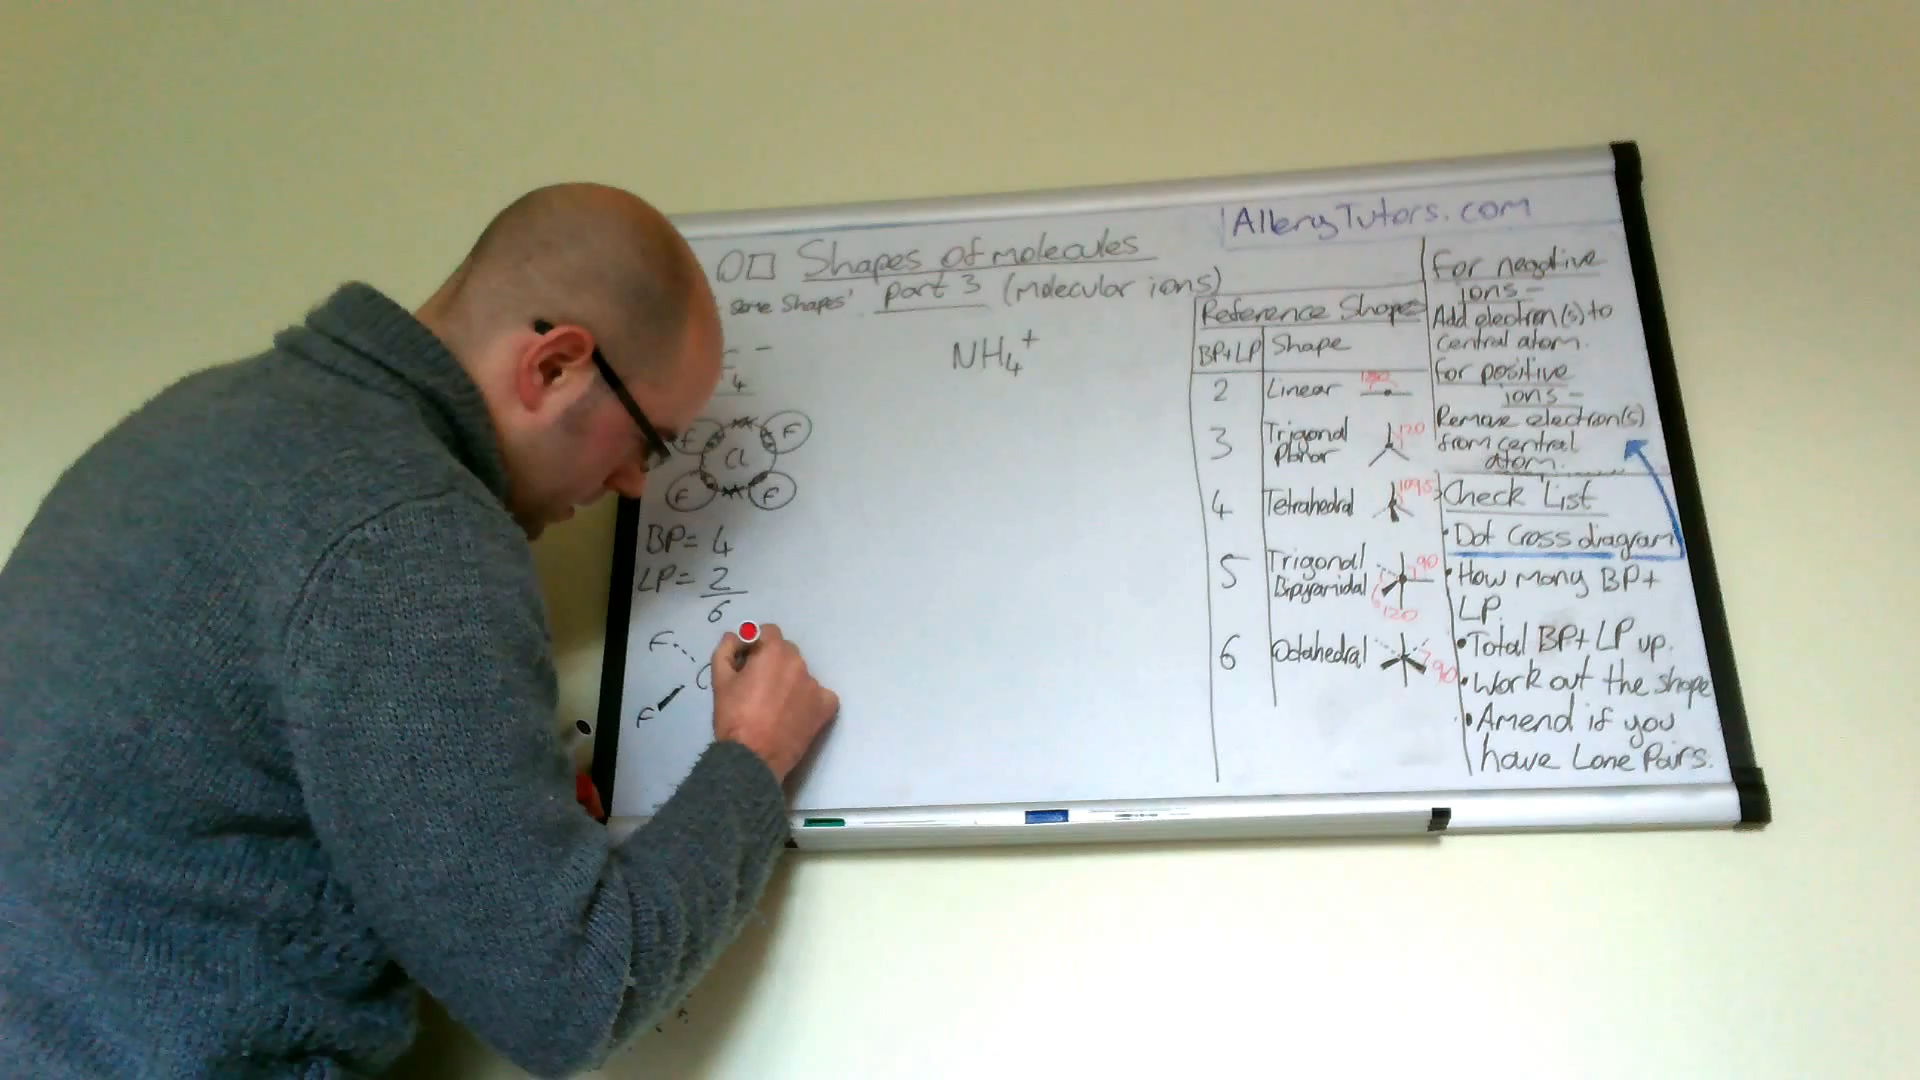 AlleryTutors.com
Shapes of molecules
some shapes' part 3 (molecular ions)
F4 -
F F
Cl
F F
BP= 4
LP= 2
6
F
F
NH4+
Reference Shapes
BP+LP Shape
2 Linear 180
3 Trigonal Planar 120
4 Tetrahedral 109.5
5 Trigonal Bipyramidal 90 120
6 Octahedral 90
For negative
ions -
Add electron(s) to
central atom.
for positive
ions -
Remove electron(s)
from central
atom.
Check List
• Dot Cross diagram
• How many BP+
LP.
• Total BP+LP up.
• Work out the shape
• Amend if you
have Lone Pairs.